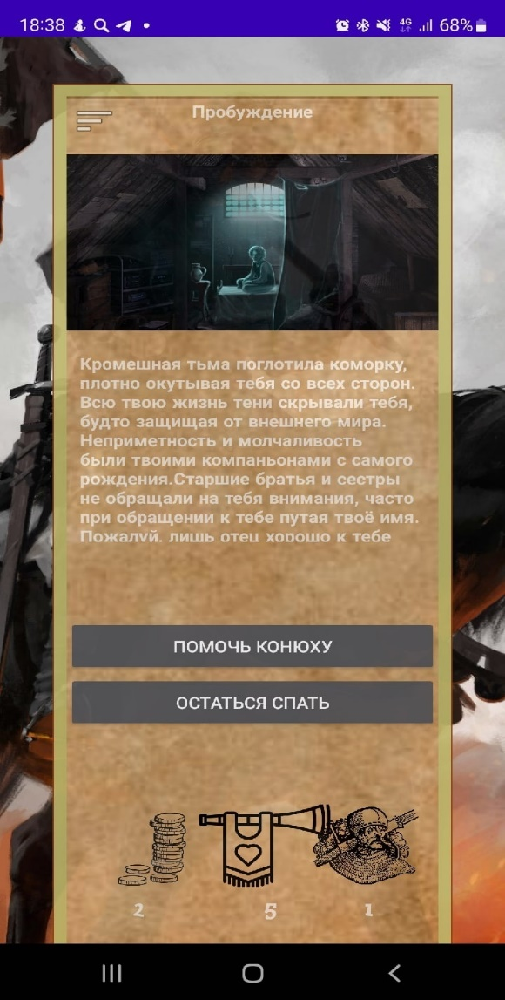 18:38
4G
68%
Пробуждение
Кромешная тьма поглотила коморку,
плотно окутывая тебя со всех сторон.
Всю твою жизнь тени скрывали тебя,
будто защищая от внешнего мира.
Неприметность и молчаливость
были твоими компаньонами с самого
рождения.Старшие братья и сестры
не обращали на тебя внимания, часто
при обращении к тебе путая твоё имя.
Пожалуй, лишь отец хорошо к тебе
ПОМОЧЬ КОНЮХУ
ОСТАТЬСЯ СПАТЬ
2
5
1